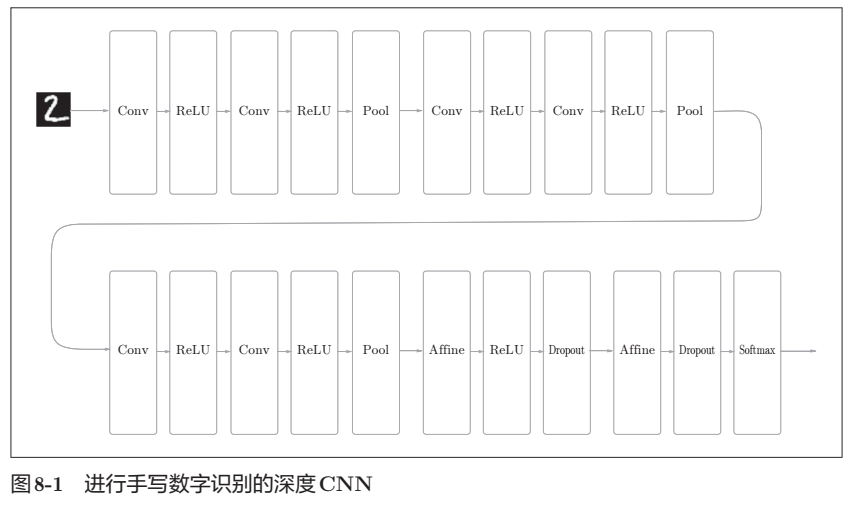 2 Conv ReLU Conv ReLU Pool Conv ReLU Conv ReLU Pool
Conv ReLU Conv ReLU Pool Affine ReLU Dropout Affine Dropout Softmax
图8-1 进行手写数字识别的深度CNN